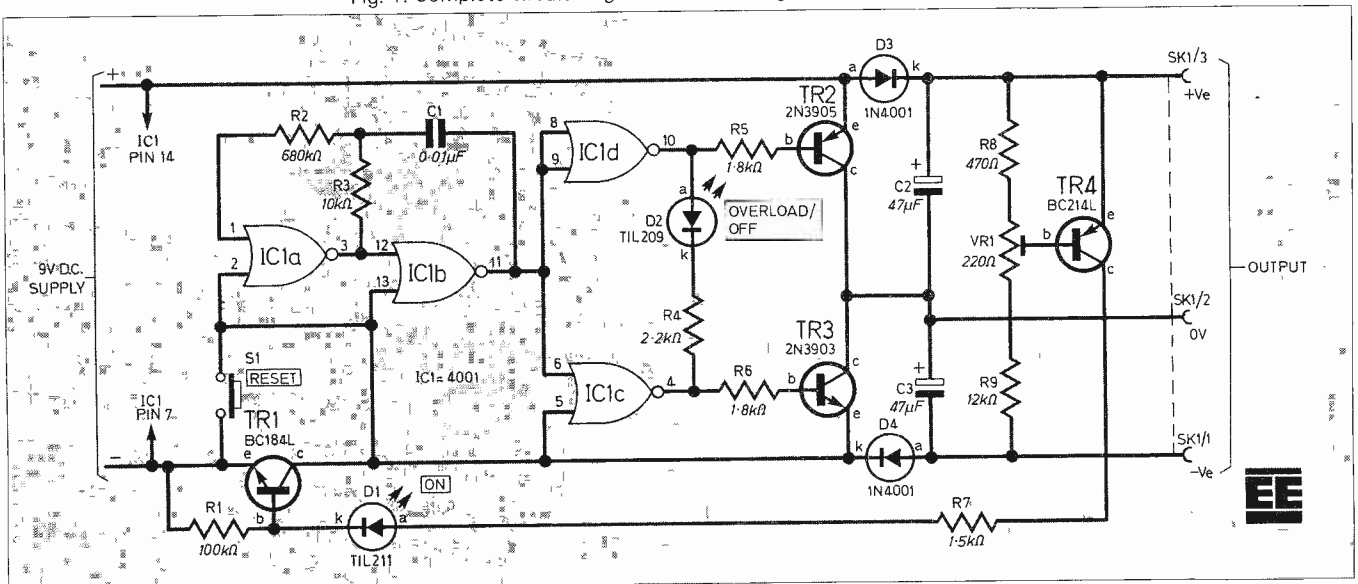 +
IC1
PIN 14
R2
680kΩ
C1
0·01µF
R3
10kΩ
1
2
IC1a
3
12
13
IC1b
11
9V D.C.
SUPPLY
S1
RESET
IC1
PIN 7
−
TR1
BC184L
e
c
b
R1
100kΩ
D1
ON
k
a
TIL211
IC1= 4001
8
9
IC1d
10
R5
1·8kΩ
a
D2
TIL209
k
OVERLOAD/
OFF
R4
2·2kΩ
6
5
IC1c
4
R6
1·8kΩ
TR2
2N3905
b
e
c
TR3
2N3903
b
c
e
D3
a
k
1N4001
+
C2
47µF
+
C3
47µF
D4
k
a
1N4001
R8
470Ω
VR1
220Ω
R9
12kΩ
TR4
BC214L
b
e
c
R7
1·5kΩ
SK1/3
+Ve
OUTPUT
SK1/2
0V
SK1/1
−Ve
EE